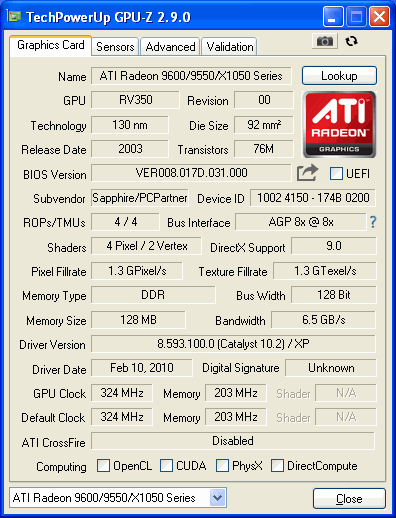 TechPowerUp GPU-Z 2.9.0
Graphics Card Sensors Advanced Validation
Name ATI Radeon 9600/9550/X1050 Series Lookup
GPU RV350 Revision 00
ATI
RADEON
GRAPHICS
Technology 130 nm Die Size 92 mm²
Release Date 2003 Transistors 76M
BIOS Version VER008.017D.031.000 UEFI
Subvendor Sapphire/PCPartner Device ID 1002 4150 - 174B 0200
ROPs/TMUs 4 / 4 Bus Interface AGP 8x @ 8x ?
Shaders 4 Pixel / 2 Vertex DirectX Support 9.0
Pixel Fillrate 1.3 GPixel/s Texture Fillrate 1.3 GTexel/s
Memory Type DDR Bus Width 128 Bit
Memory Size 128 MB Bandwidth 6.5 GB/s
Driver Version 8.593.100.0 (Catalyst 10.2) / XP
Driver Date Feb 10, 2010 Digital Signature Unknown
GPU Clock 324 MHz Memory 203 MHz Shader N/A
Default Clock 324 MHz Memory 203 MHz Shader N/A
ATI CrossFire Disabled
Computing OpenCL CUDA PhysX DirectCompute
ATI Radeon 9600/9550/X1050 Series Close